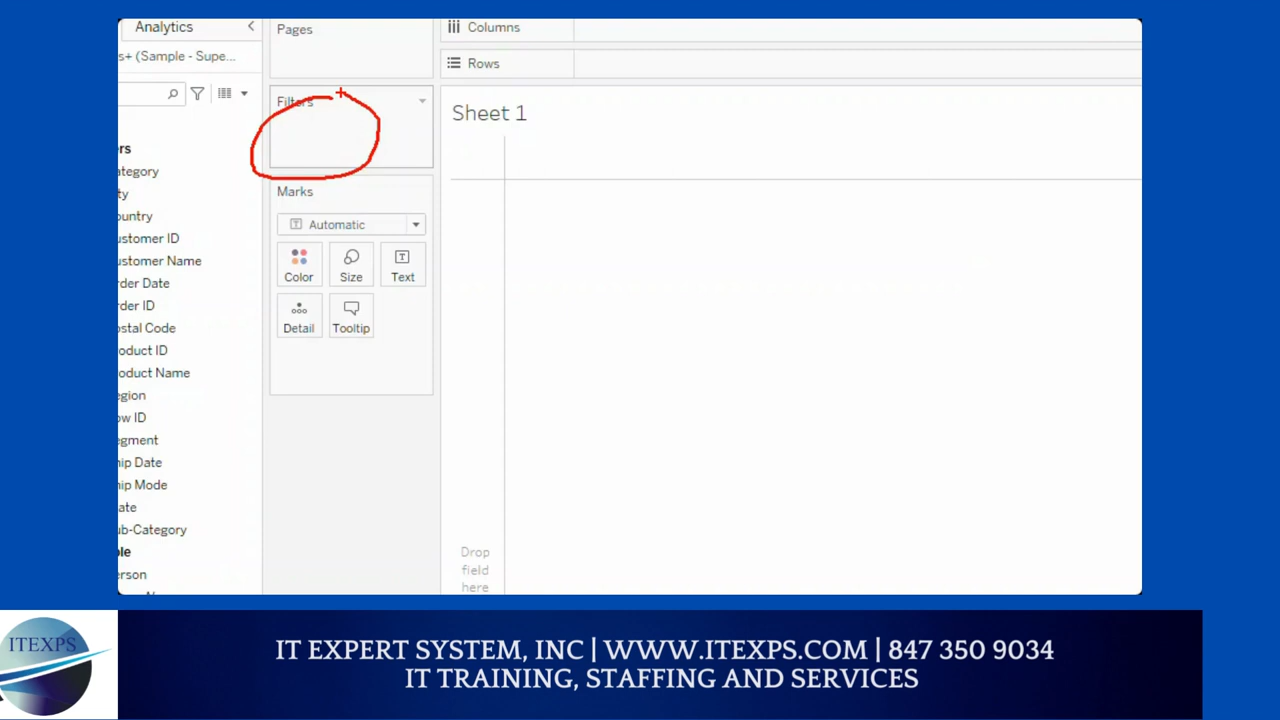 Analytics
Pages
Columns
s+ (Sample - Supe...
Rows
Filters
Sheet 1
ers
ategory
ty
ountry
ustomer ID
ustomer Name
rder Date
rder ID
ostal Code
oduct ID
oduct Name
egion
ow ID
egment
hip Date
hip Mode
ate
ub-Category
ble
erson
Marks
Automatic
Color
Size
Text
Detail
Tooltip
Drop
field
here
ITEXPS
IT EXPERT SYSTEM, INC | WWW.ITEXPS.COM | 847 350 9034
IT TRAINING, STAFFING AND SERVICES